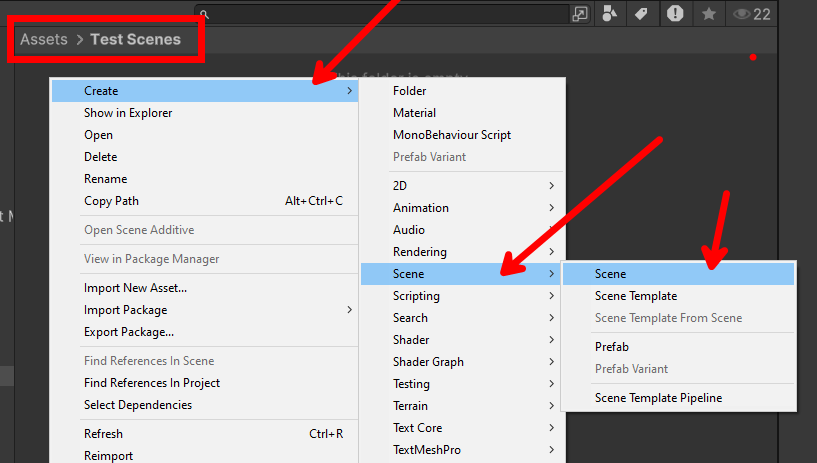 22
Assets > Test Scenes
This folder is empty
Create >
Show in Explorer
Open
Delete
Rename
Copy Path Alt+Ctrl+C
Open Scene Additive
View in Package Manager
Import New Asset...
Import Package >
Export Package...
Find References In Scene
Find References In Project
Select Dependencies
Refresh Ctrl+R
Reimport
Folder
Material
MonoBehaviour Script
Prefab Variant
2D >
Animation >
Audio >
Rendering >
Scene >
Scripting >
Search >
Shader >
Shader Graph >
Testing >
Terrain >
Text Core >
TextMeshPro >
Scene
Scene Template
Scene Template From Scene
Prefab
Prefab Variant
Scene Template Pipeline